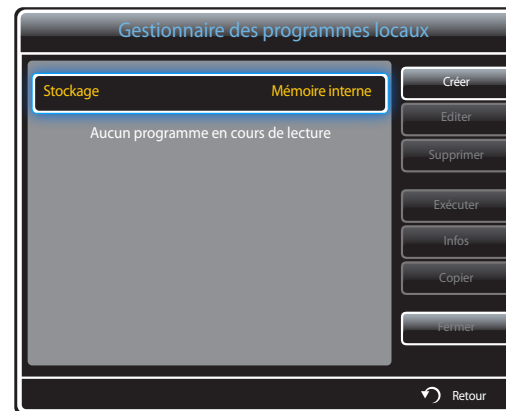 Gestionnaire des programmes locaux
Stockage Mémoire interne
Aucun programme en cours de lecture
Créer
Editer
Supprimer
Exécuter
Infos
Copier
Fermer
Retour